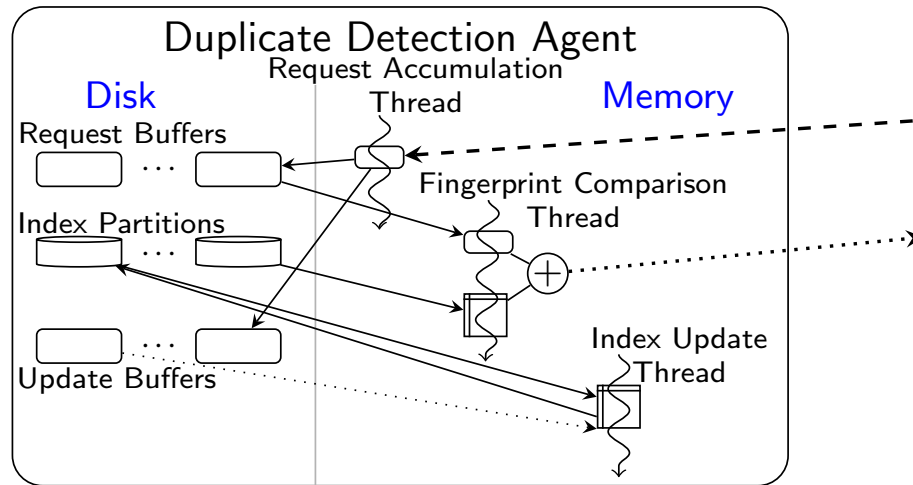 Duplicate Detection Agent
Request Accumulation
Thread
Disk
Memory
Request Buffers
...
Fingerprint Comparison
Thread
Index Partitions
...
...
Update Buffers
Index Update
Thread